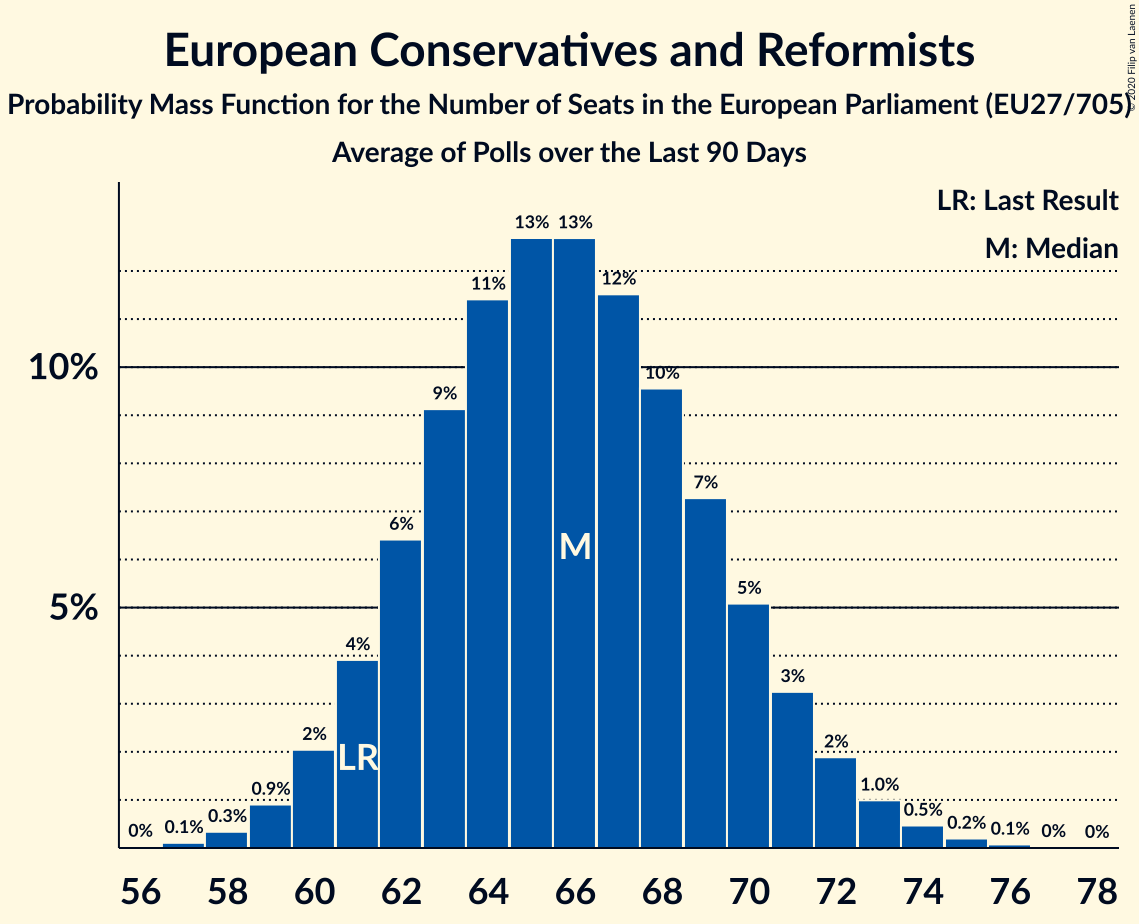 European Conservatives and Reformists
Probability Mass Function for the Number of Seats in the European Parliament (EU27/705)
Average of Polls over the Last 90 Days
© 2020 Filip van Laenen
LR: Last Result
M: Median
13% 13%
12%
11%
10%
10%
9%
7%
M
6%
5%
5%
4%
3%
2%
2%
LR
1.0%
0.9%
0.5%
0.3%
0.2%
0% 0.1% 0.1% 0% 0%
56 58 60 62 64 66 68 70 72 74 76 78